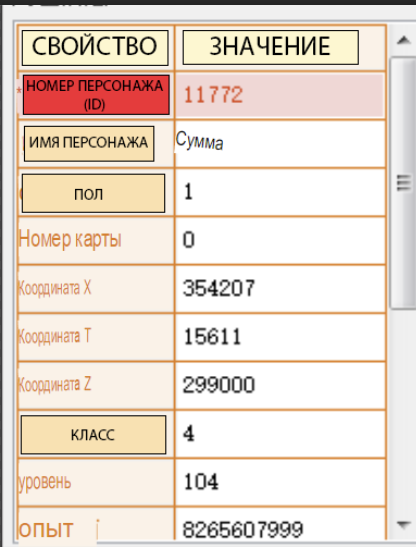 СВОЙСТВО ЗНАЧЕНИЕ
* НОМЕР ПЕРСОНАЖА (ID) 11772
ИМЯ ПЕРСОНАЖА Сумма
ПОЛ 1
Номер карты 0
Координата X 354207
Координата Т 15611
Координата Z 299000
КЛАСС 4
уровень 104
опыт 8265607999